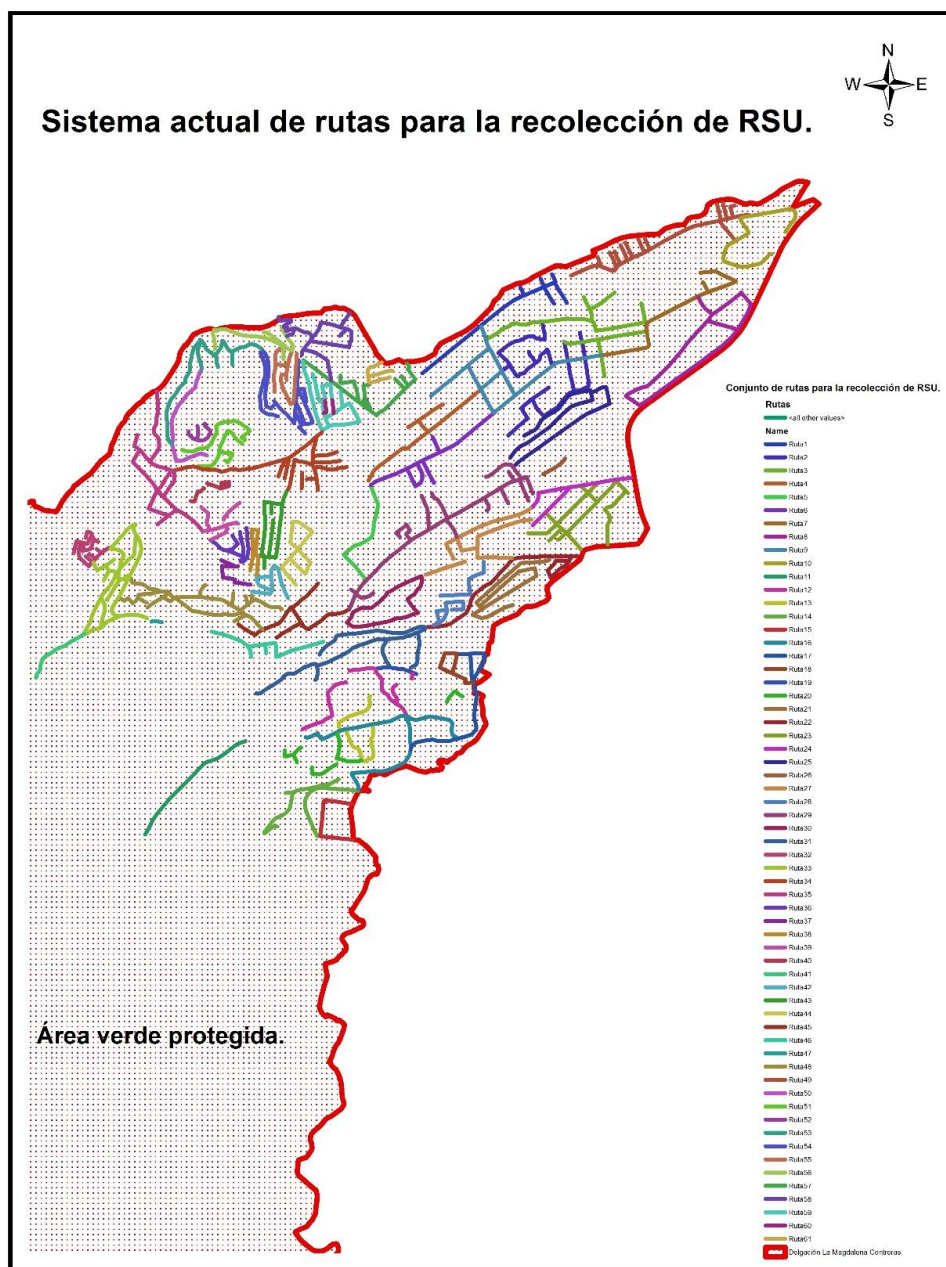 N
W E
S
Sistema actual de rutas para la recolección de RSU.
Conjunto de rutas para la recolección de RSU.
Rutas
<all other values>
Name
Ruta1
Ruta2
Ruta3
Ruta4
Ruta5
Ruta6
Ruta7
Ruta8
Ruta9
Ruta10
Ruta11
Ruta12
Ruta13
Ruta14
Ruta15
Ruta16
Ruta17
Ruta18
Ruta19
Ruta20
Ruta21
Ruta22
Ruta23
Ruta24
Ruta25
Ruta26
Ruta27
Ruta28
Ruta29
Ruta30
Ruta31
Ruta32
Ruta33
Ruta34
Ruta35
Ruta36
Ruta37
Ruta38
Ruta39
Ruta40
Ruta41
Ruta42
Ruta43
Ruta44
Ruta45
Ruta46
Ruta47
Ruta48
Ruta49
Ruta50
Ruta51
Ruta52
Ruta53
Ruta54
Ruta55
Ruta56
Ruta57
Ruta58
Ruta59
Ruta60
Ruta61
Dolgación La Magdalona Contreras
Área verde protegida.